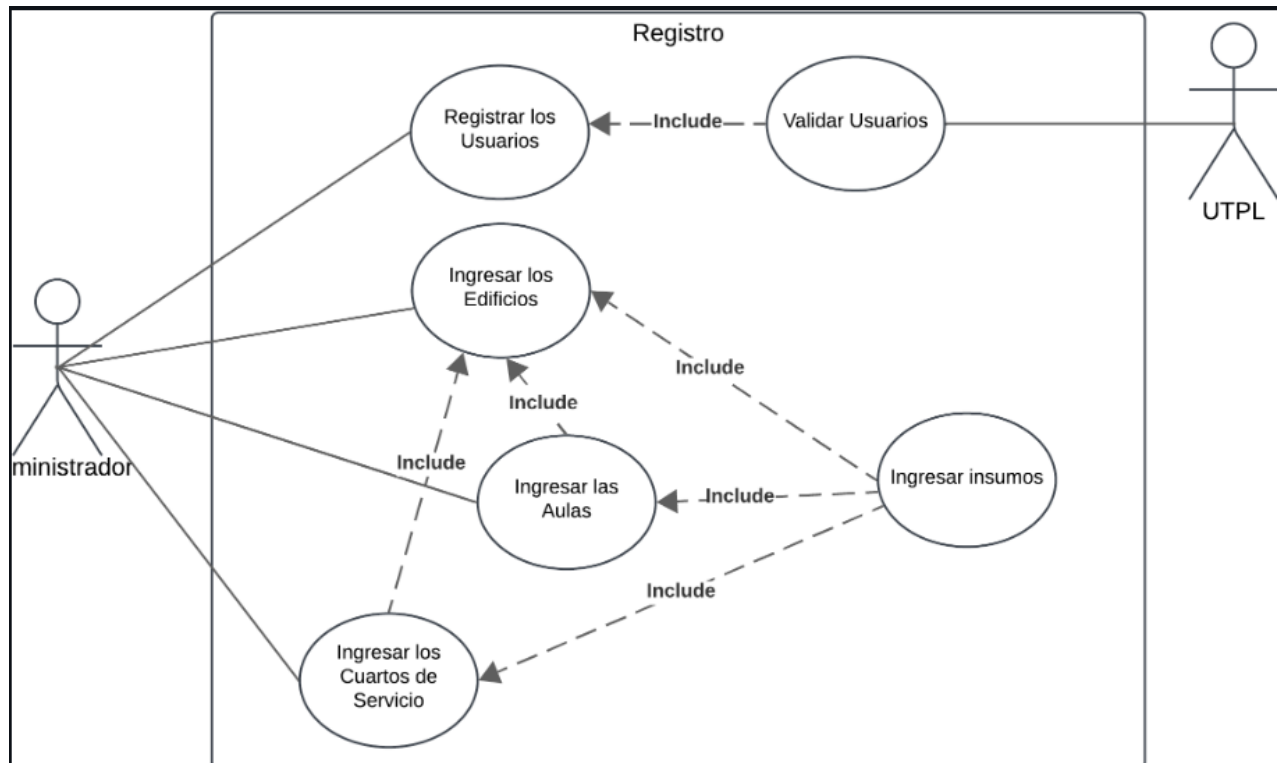 Registro
Registrar los
Usuarios
Include
Validar Usuarios
UTPL
Ingresar los
Edificios
Include
Include
Include
ministrador
Ingresar las
Aulas
Include
Ingresar insumos
Include
Ingresar los
Cuartos de
Servicio